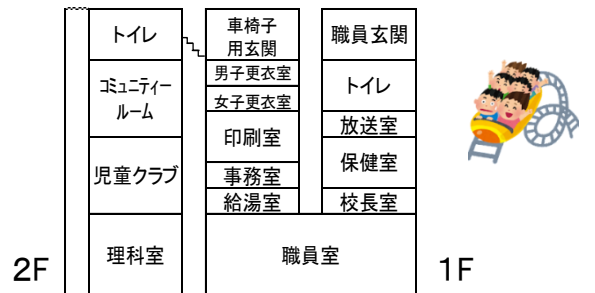 トイレ
コミュニティー
ルーム
児童クラブ
理科室
2F
車椅子
用玄関
男子更衣室
女子更衣室
印刷室
事務室
給湯室
職員室
職員玄関
トイレ
放送室
保健室
校長室
1F